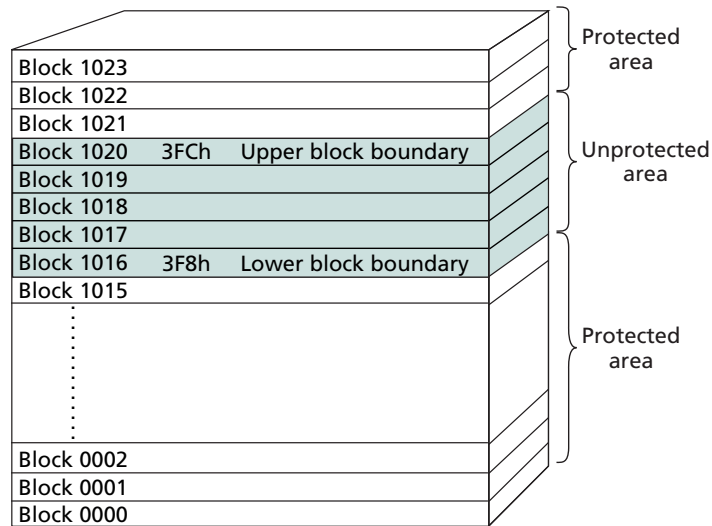 Protected
area
Block 1023
Block 1022
Block 1021
Block 1020 3FCh Upper block boundary
Unprotected
area
Block 1019
Block 1018
Block 1017
Block 1016 3F8h Lower block boundary
Block 1015
Protected
area
Block 0002
Block 0001
Block 0000